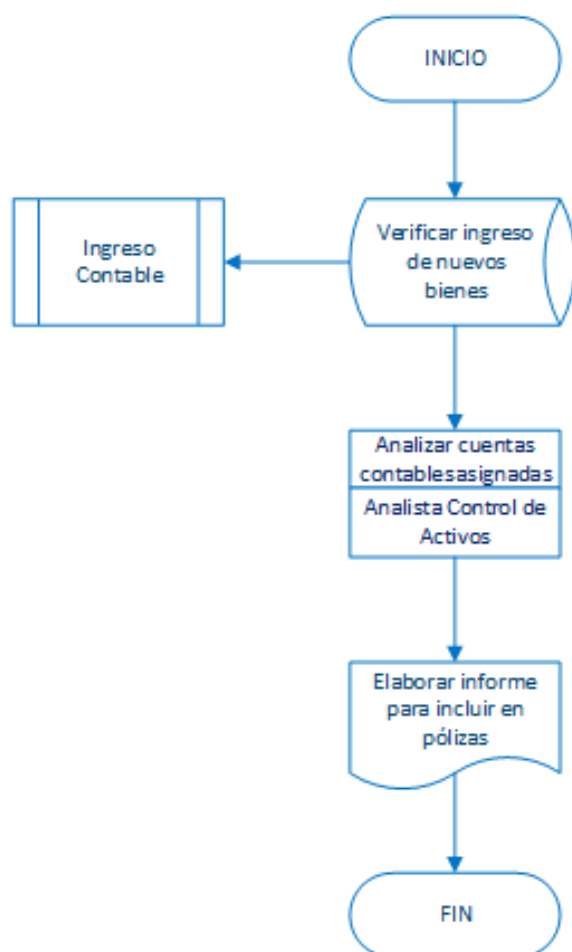 INICIO
Ingreso
Contable
Verificar ingreso
de nuevos
bienes
Analizar cuentas
contablesasignadas
Analista Control de
Activos
Elaborar informe
para incluir en
pólizas
FIN